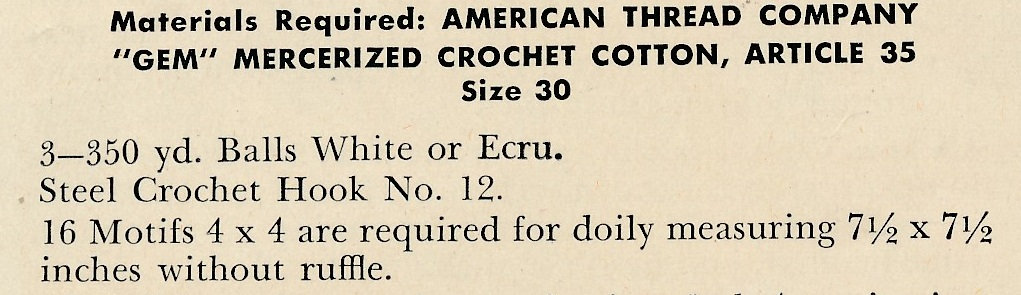 Materials Required: AMERICAN THREAD COMPANY
"GEM" MERCERIZED CROCHET COTTON, ARTICLE 35
Size 30
3—350 yd. Balls White or Ecru.
Steel Crochet Hook No. 12.
16 Motifs 4 x 4 are required for doily measuring 7½ x 7½
inches without ruffle.